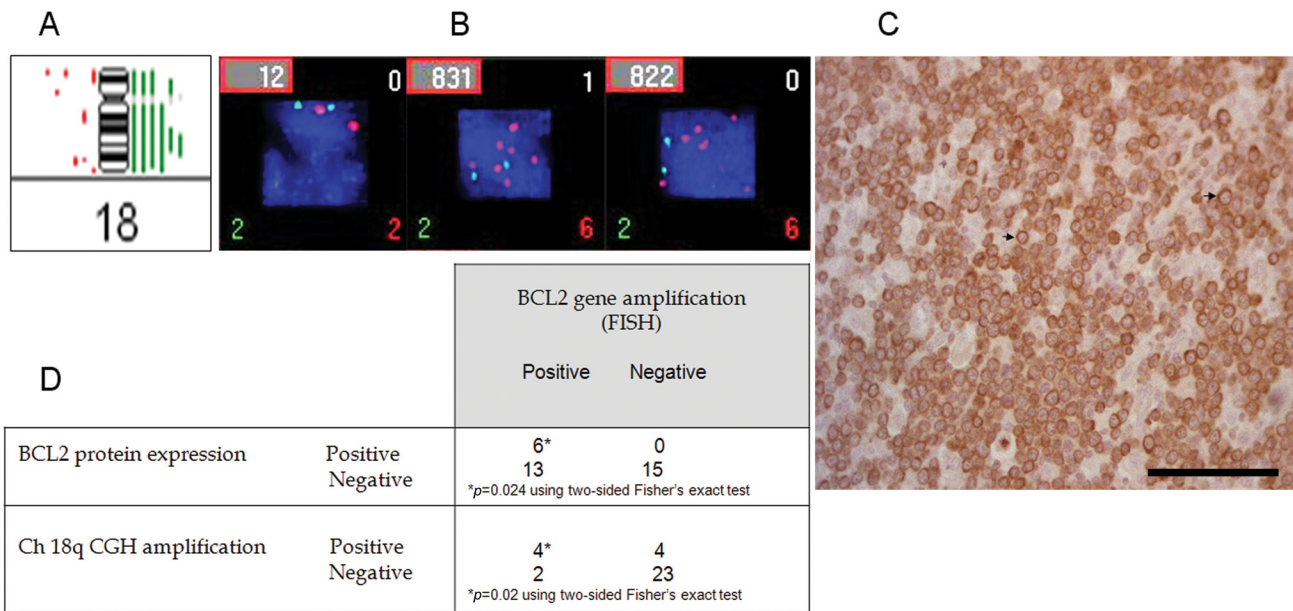 A
B
C
18
12 0
2 2
831 1
2 6
822 0
2 6
D
BCL2 gene amplification
(FISH)
Positive Negative
BCL2 protein expression Positive 6* 0
Negative 13 15
*p=0.024 using two-sided Fisher's exact test
Ch 18q CGH amplification Positive 4* 4
Negative 2 23
*p=0.02 using two-sided Fisher's exact test